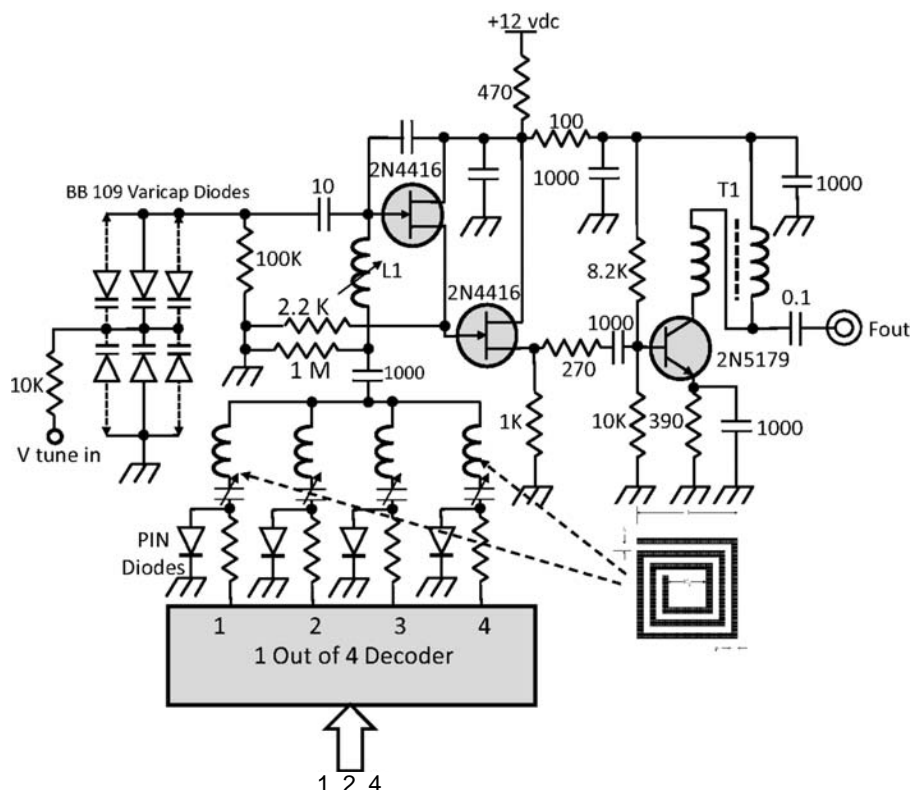 +12 vdc
470
100
2N4416
1000
1000
T1
BB 109 Varicap Diodes
10
100K
L1
8.2K
2N4416
0.1
Fout
2.2 K
1000
270
2N5179
10K
1 M
1000
V tune in
1K
10K
390
1000
PIN
Diodes
1
2
3
4
1 Out of 4 Decoder
1 2 4